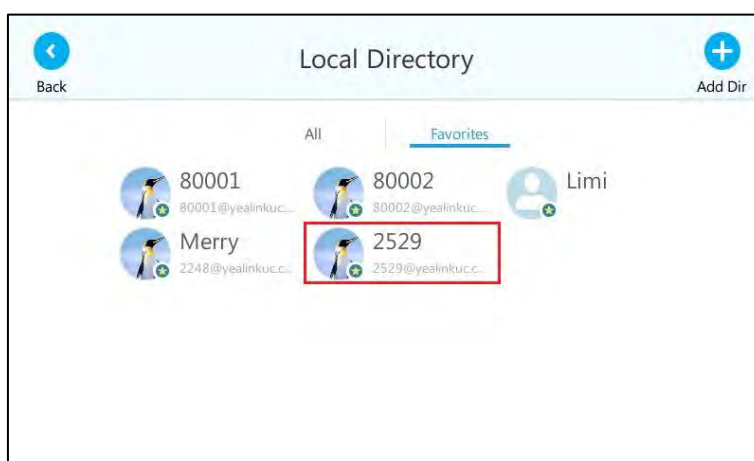 Local Directory
Back
Add Dir
All
Favorites
80001
80001@yealinkuc...
80002
80002@yealinkuc...
Limi
Merry
2248@yealinkuc.c...
2529
2529@yealinkuc.c...